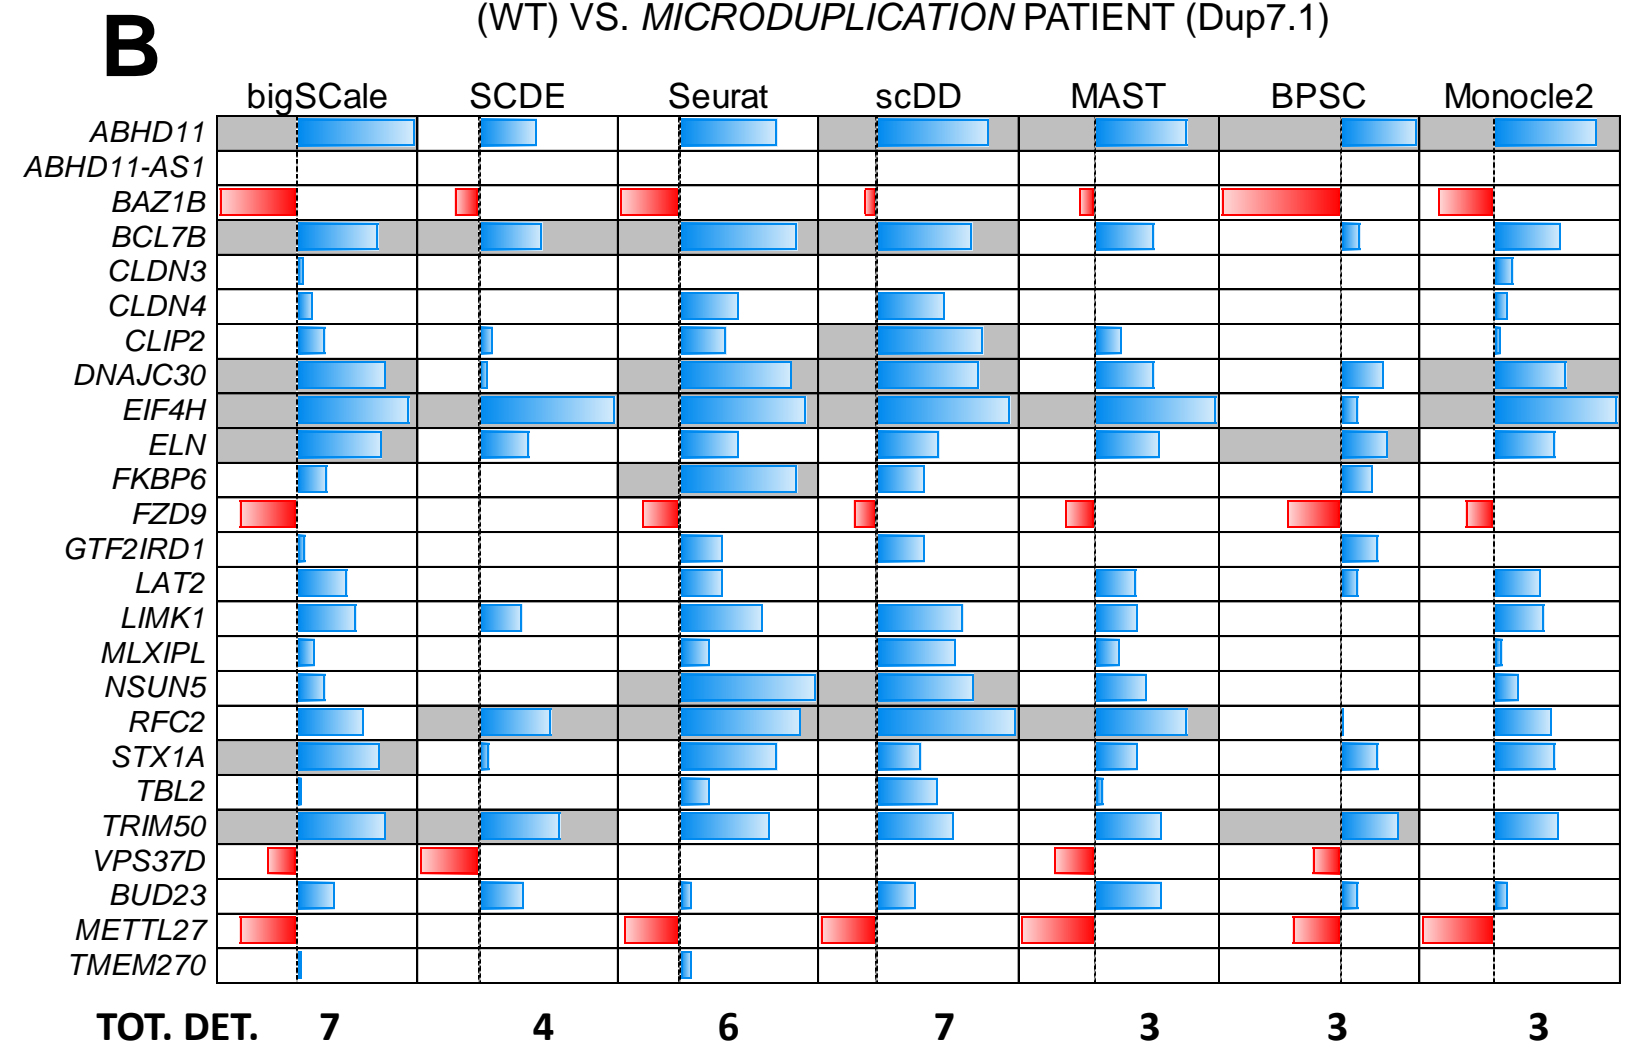 (WT) VS. MICRODUPLICATION PATIENT (Dup7.1)
B
bigSCale SCDE Seurat scDD MAST BPSC Monocle2
ABHD11
ABHD11-AS1
BAZ1B
BCL7B
CLDN3
CLDN4
CLIP2
DNAJC30
EIF4H
ELN
FKBP6
FZD9
GTF2IRD1
LAT2
LIMK1
MLXIPL
NSUN5
RFC2
STX1A
TBL2
TRIM50
VPS37D
BUD23
METTL27
TMEM270
TOT. DET. 7 4 6 7 3 3 3